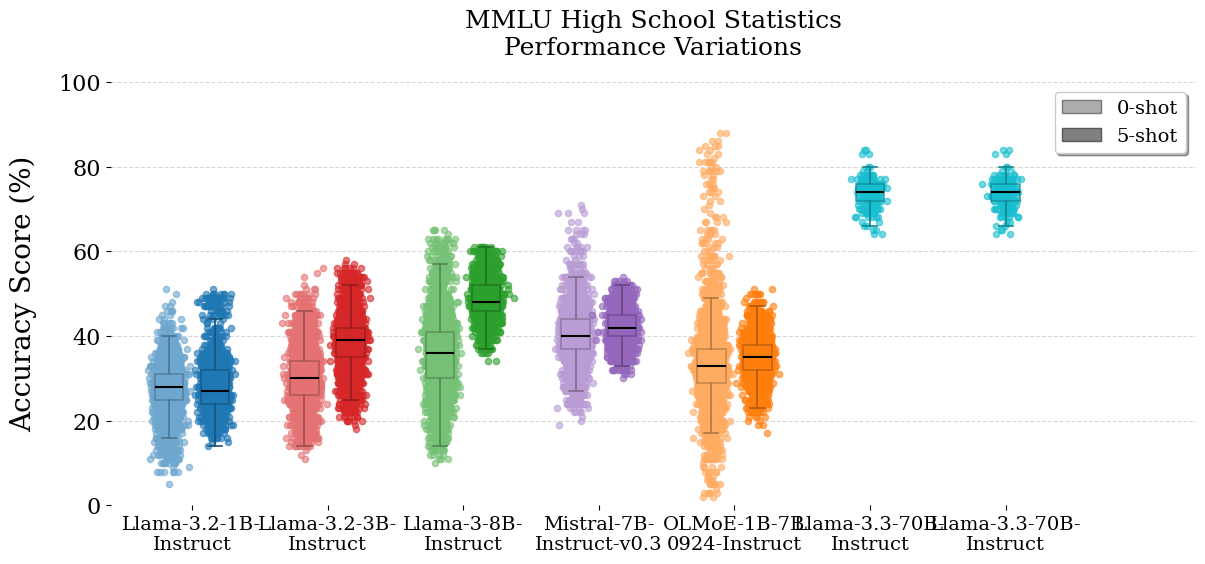 MMLU High School Statistics
Performance Variations
Accuracy Score (%)
100
80
60
40
20
0
0-shot
5-shot
Llama-3.2-1B-
Instruct
Llama-3.2-3B-
Instruct
Llama-3-8B-
Instruct
Mistral-7B-
Instruct-v0.3
OLMoE-1B-7B-
0924-Instruct
Llama-3.3-70B-
Instruct
Llama-3.3-70B-
Instruct